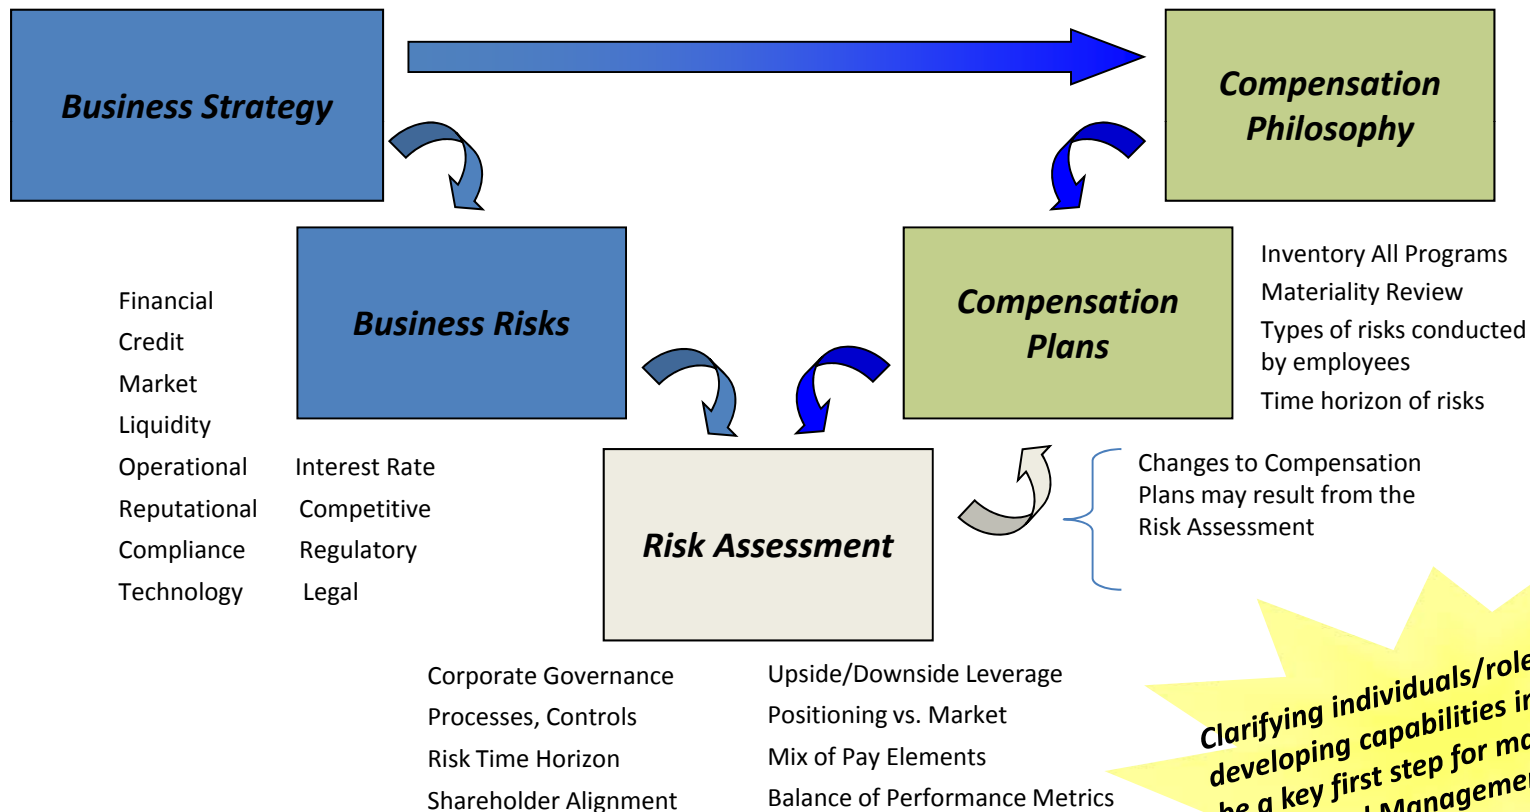 Business Strategy
Compensation
Philosophy
Business Risks
Compensation
Plans
Inventory All Programs
Materiality Review
Types of risks conducted
by employees
Time horizon of risks
Financial
Credit
Market
Liquidity
Operational Interest Rate
Reputational Competitive
Compliance Regulatory
Technology Legal
Risk Assessment
Changes to Compensation
Plans may result from the
Risk Assessment
Corporate Governance
Processes, Controls
Risk Time Horizon
Shareholder Alignment
Upside/Downside Leverage
Positioning vs. Market
Mix of Pay Elements
Balance of Performance Metrics
Clarifying individuals/role
developing capabilities
be a key first step for